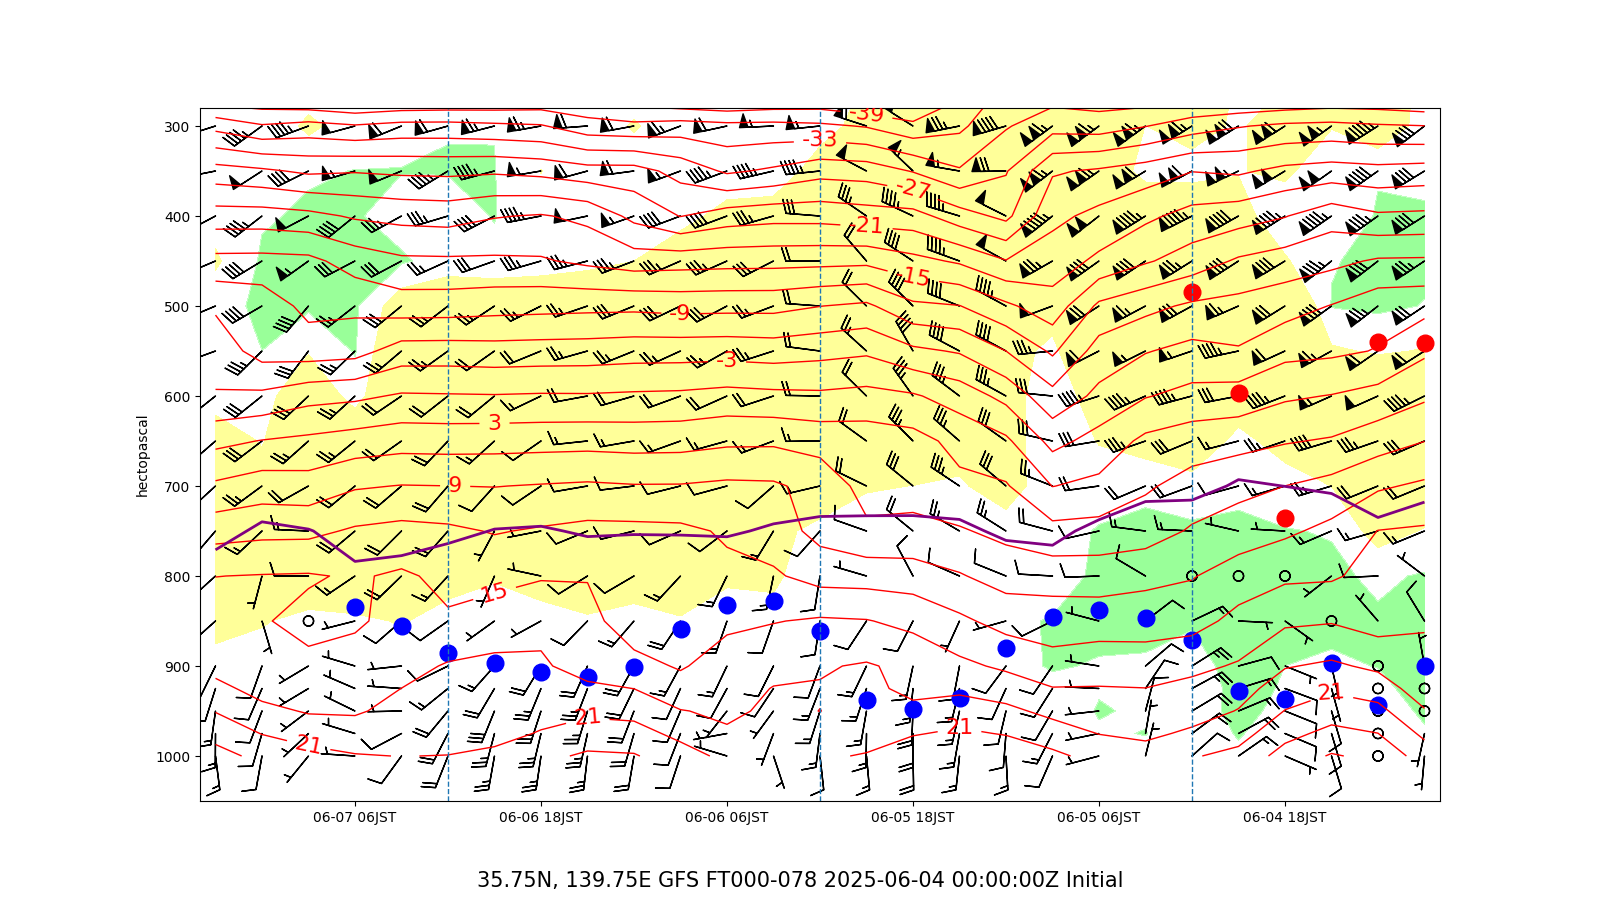 hectopascal
300
400
500
600
700
800
900
1000
-39
-33
-27
-21
-15
-9
-3
3
9
15
21
21
21
21
06-07 06JST
06-06 18JST
06-06 06JST
06-05 18JST
06-05 06JST
06-04 18JST
35.75N, 139.75E GFS FT000-078 2025-06-04 00:00:00Z Initial